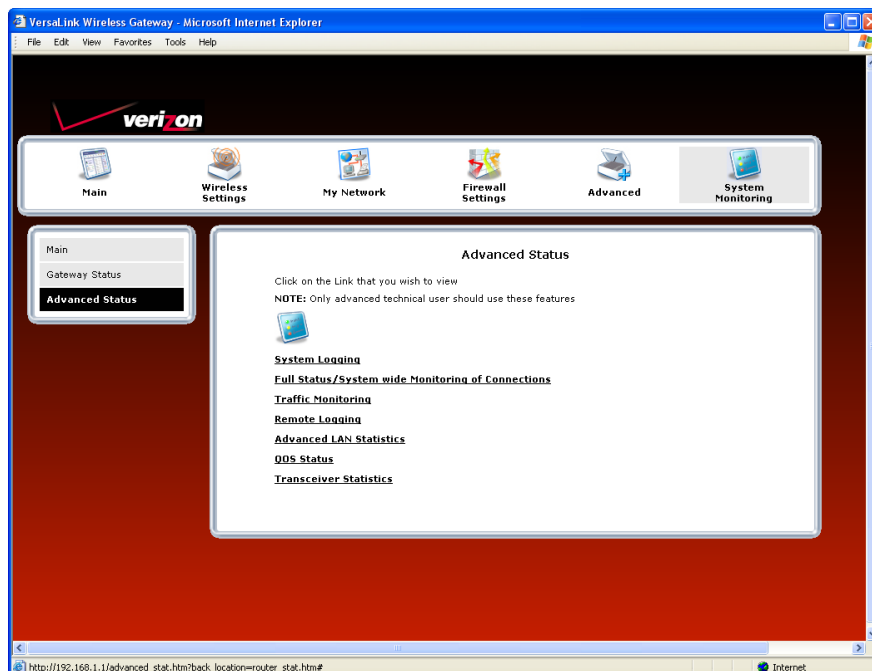 VersaLink Wireless Gateway - Microsoft Internet Explorer
File Edit View Favorites Tools Help
verizon
Main
Wireless Settings
My Network
Firewall Settings
Advanced
System Monitoring
Main
Gateway Status
Advanced Status
Advanced Status
Click on the Link that you wish to view
NOTE: Only advanced technical user should use these features
System Logging
Full Status/System wide Monitoring of Connections
Traffic Monitoring
Remote Logging
Advanced LAN Statistics
QOS Status
Transceiver Statistics
http://192.168.1.1/advanced_stat.htm?back_location=router_stat.htm#
Internet